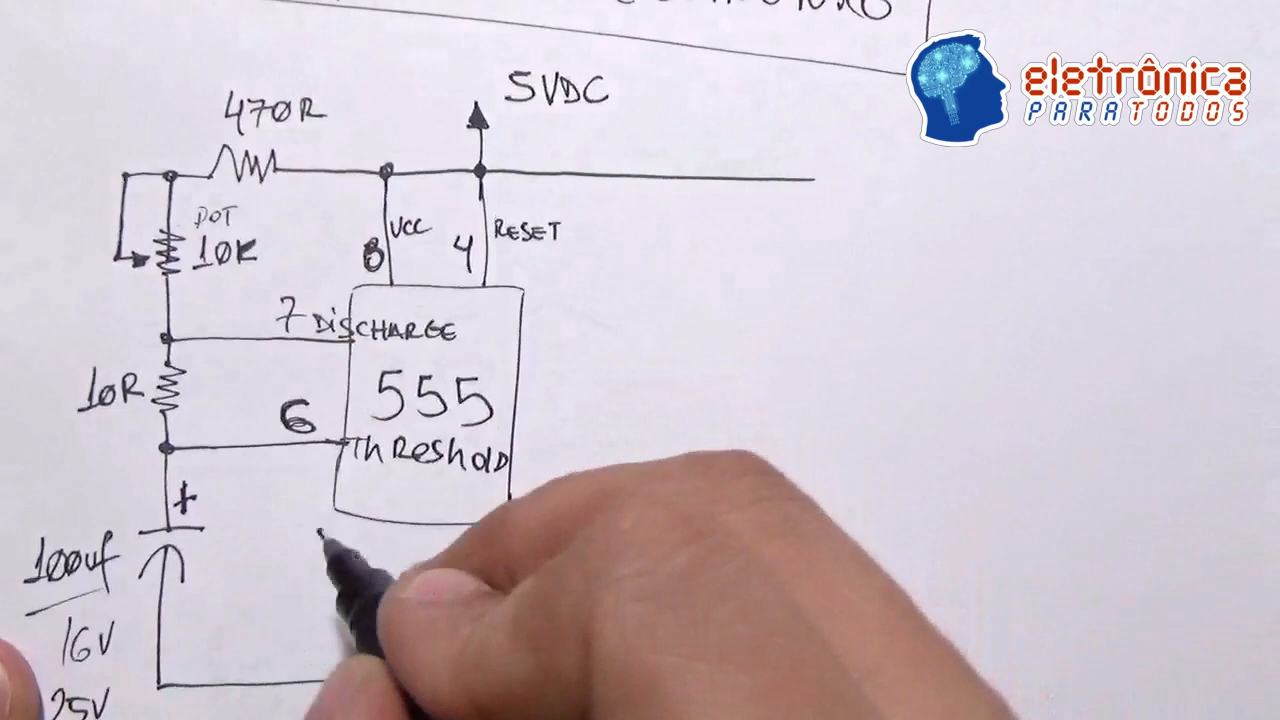 eletrônica
PARATODOS
5VDC
470R
POT
10K
VCC
8
4
RESET
7 DiSCHARGE
10R
555
6
ThReshold
+
100uf
16V
25V